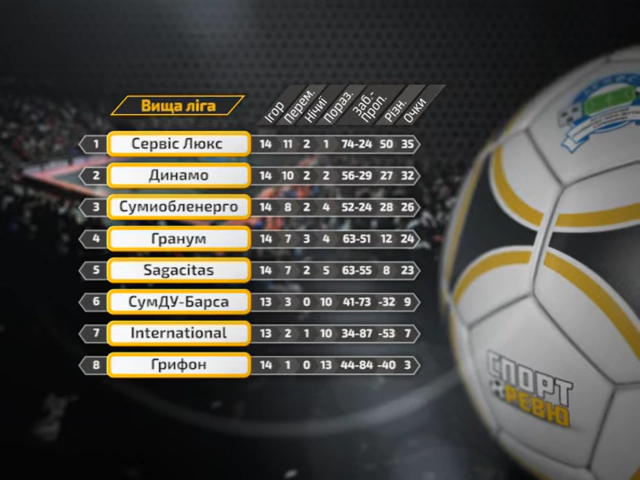 Вища ліга
Ігор Перем. Нічиї Пораз. Заб.-Проп. Різн. Очки
1 Сервіс Люкс 14 11 2 1 74-24 50 35
2 Динамо 14 10 2 2 56-29 27 32
3 Сумиобленерго 14 8 2 4 52-24 28 26
4 Гранум 14 7 3 4 63-51 12 24
5 Sagacitas 14 7 2 5 63-55 8 23
6 СумДУ-Барса 13 3 0 10 41-73 -32 9
7 International 13 2 1 10 34-87 -53 7
8 Грифон 14 1 0 13 44-84 -40 3
СПОРТ
РЕВЮ